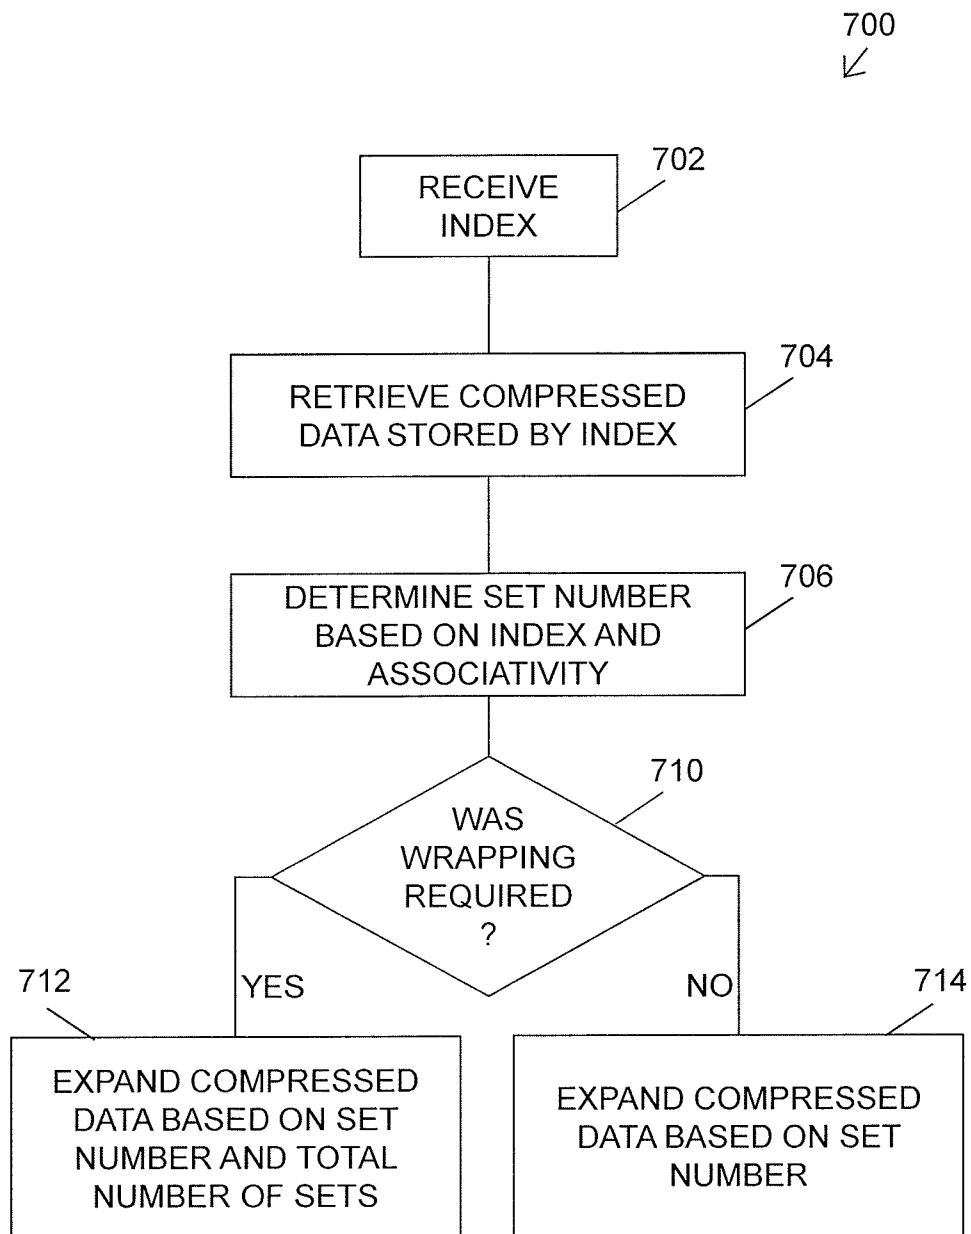 700
702
RECEIVE
INDEX
704
RETRIEVE COMPRESSED
DATA STORED BY INDEX
706
DETERMINE SET NUMBER
BASED ON INDEX AND
ASSOCIATIVITY
710
WAS
WRAPPING
REQUIRED
?
YES
NO
712
EXPAND COMPRESSED
DATA BASED ON SET
NUMBER AND TOTAL
NUMBER OF SETS
714
EXPAND COMPRESSED
DATA BASED ON SET
NUMBER